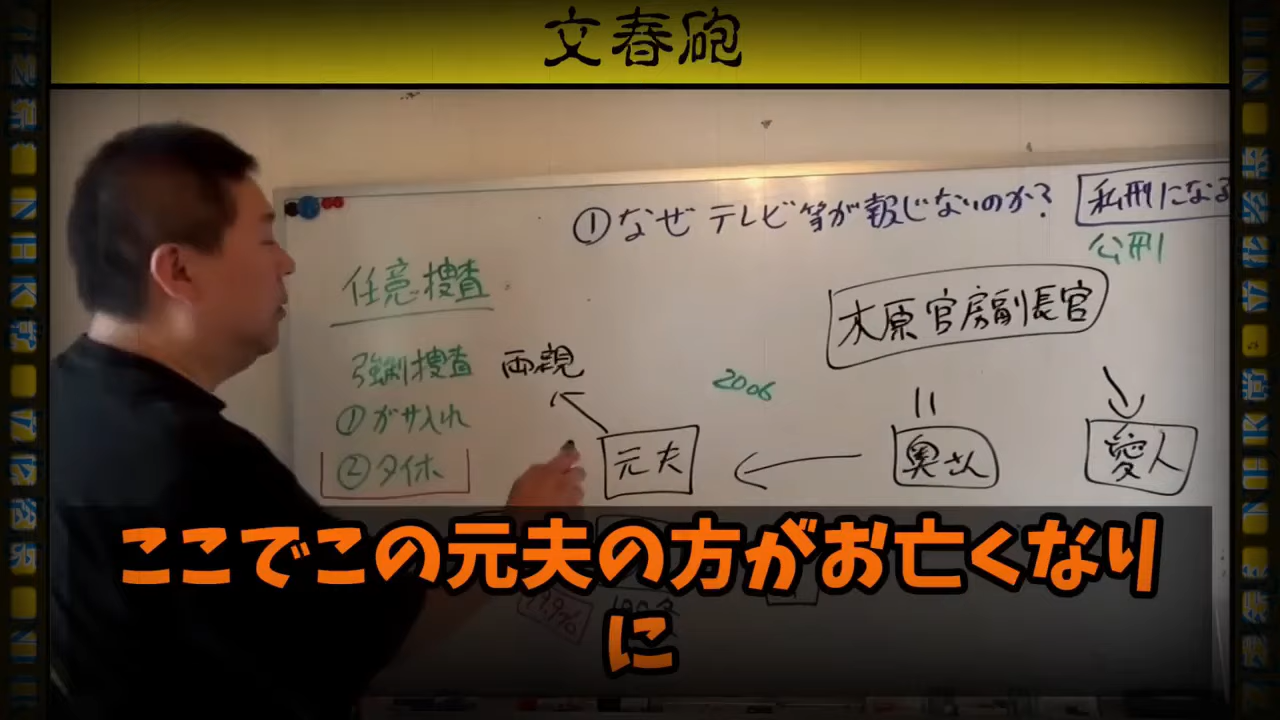 文春砲
①なぜテレビ等が報じないのか?
私刑になる
公刑
任意捜査
木原官房副長官
強制捜査
両親
2006
①ガサ入れ
元夫
奥さん
愛人
②タイホ
ここでこの元夫の方がお亡くなり
に
99.9%